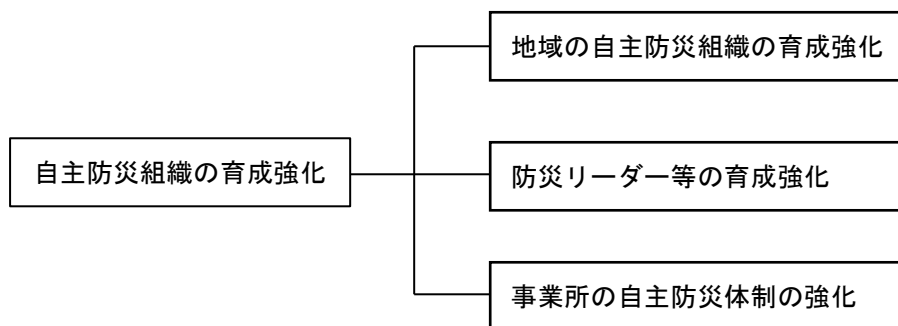 地域の自主防災組織の育成強化
自主防災組織の育成強化
防災リーダー等の育成強化
事業所の自主防災体制の強化